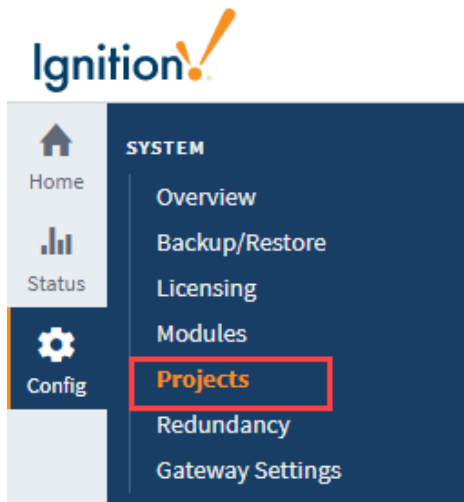 Ignition!
Home
Status
Config
SYSTEM
Overview
Backup/Restore
Licensing
Modules
Projects
Redundancy
Gateway Settings